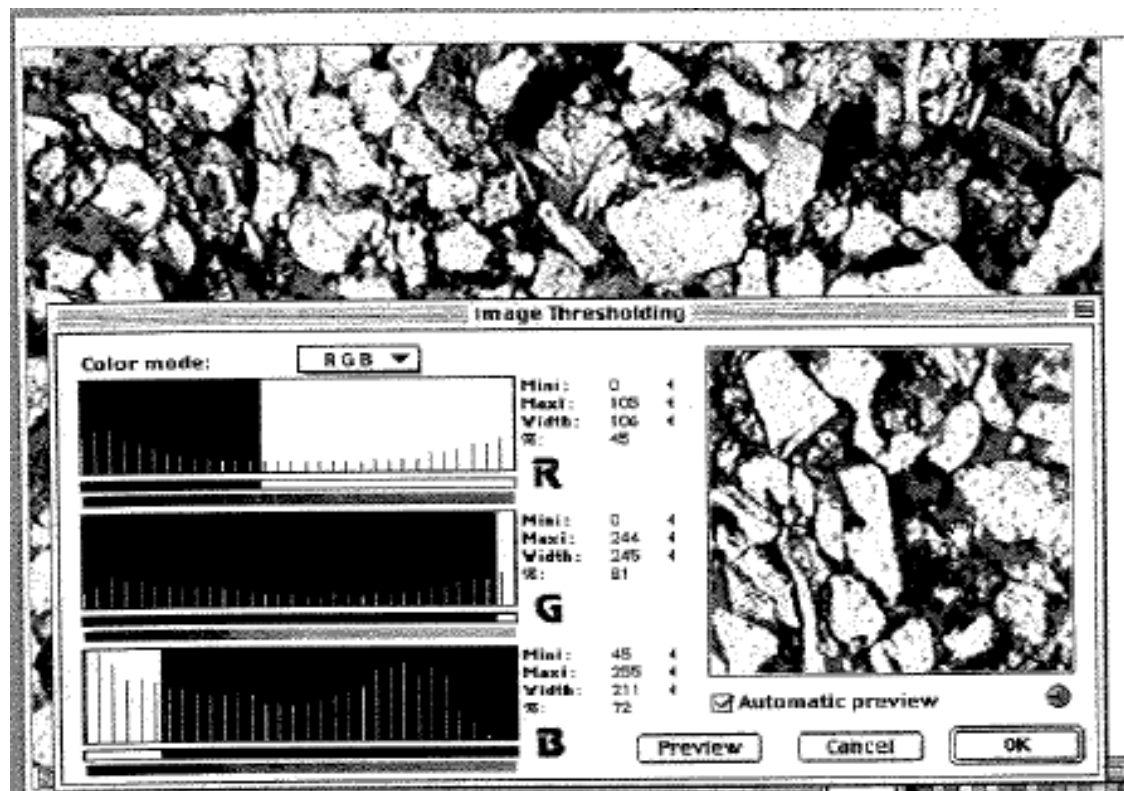 Image Thresholding
Color mode: RGB
Mini: 0
Maxi: 105
Width: 106
%: 45
R
Mini: 0
Maxi: 244
Width: 245
%: 81
G
Mini: 45
Maxi: 255
Width: 211
%: 72
B
Automatic preview
Preview Cancel OK